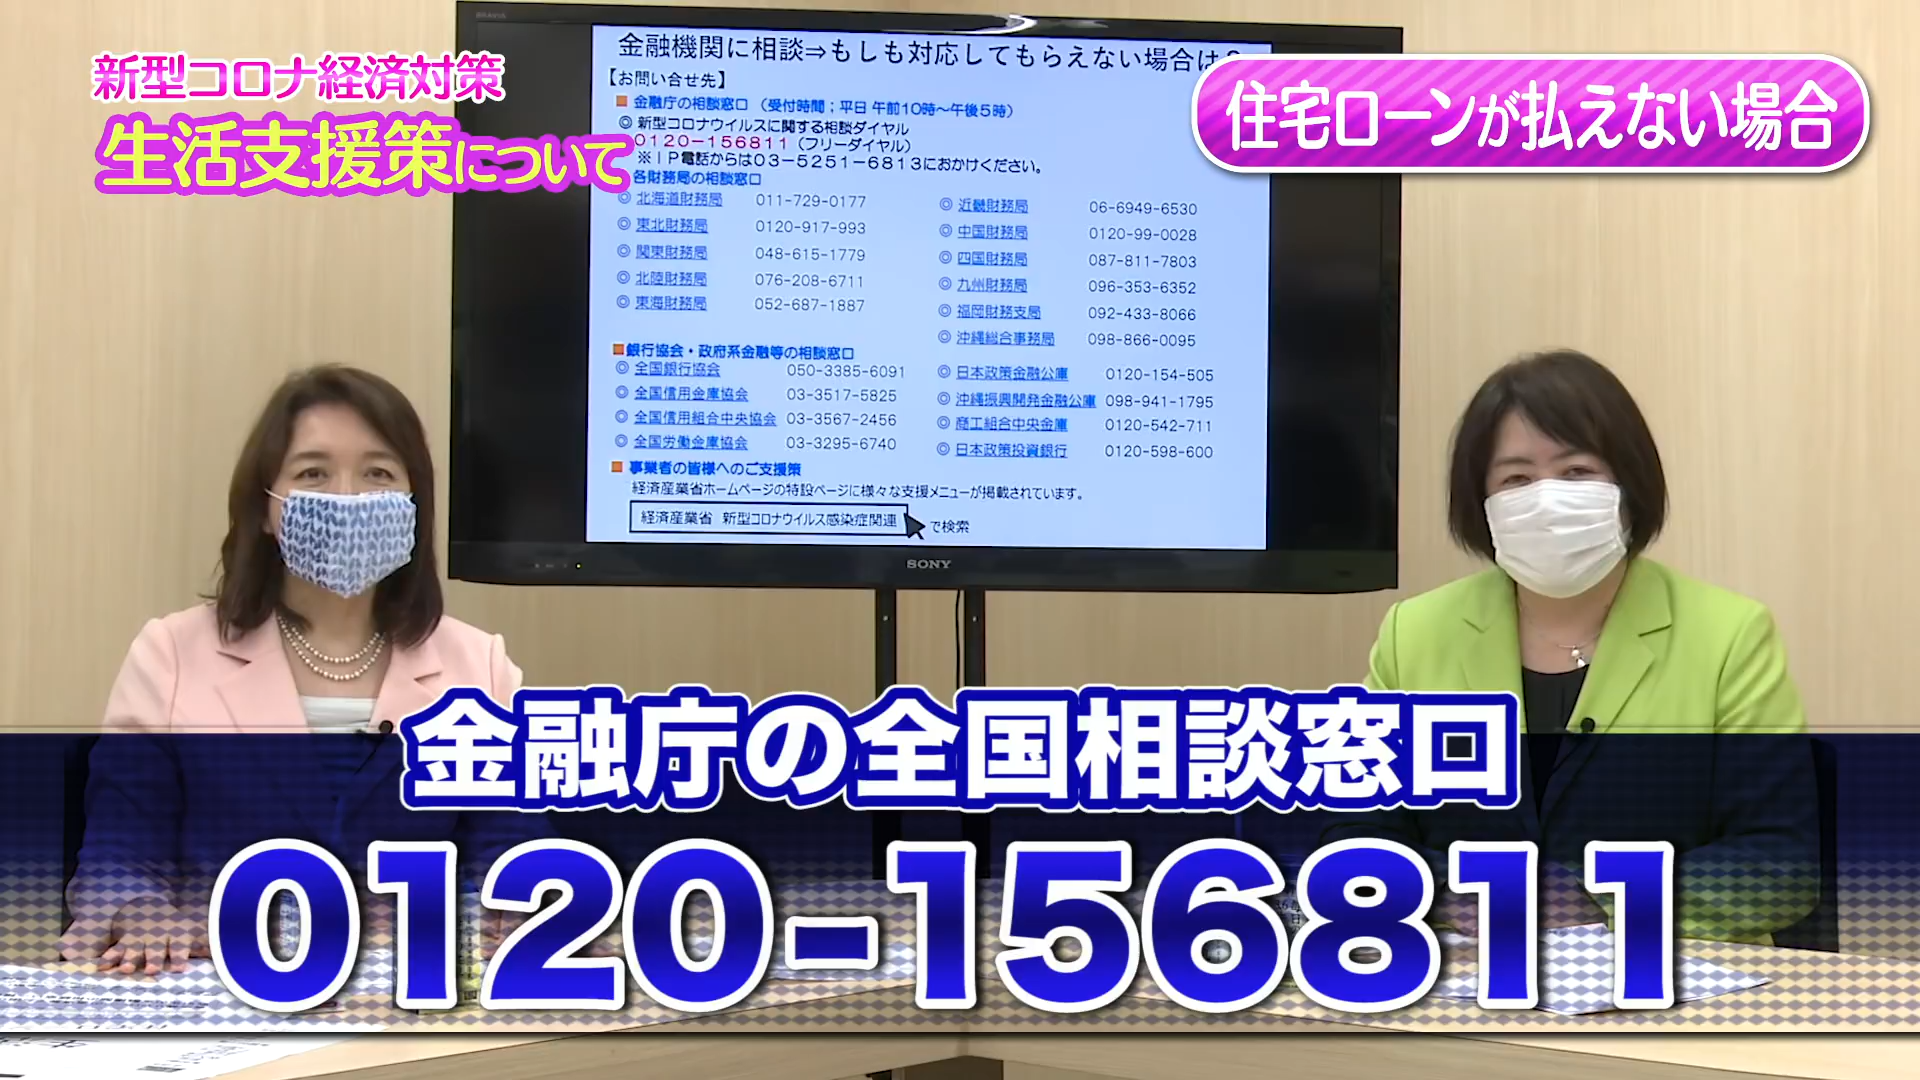 新型コロナ経済対策
生活支援策について
住宅ローンが払えない場合
BRAVIA
金融機関に相談⇒もしも対応してもらえない場合は
【お問い合せ先】
■ 金融庁の相談窓口 (受付時間;平日 午前10時～午後5時)
◎ 新型コロナウイルスに関する相談ダイヤル
0120-156811(フリーダイヤル)
※IP電話からは03-5251-6813におかけください。
各財務局の相談窓口
◎ 北海道財務局 011-729-0177
◎ 東北財務局 0120-917-993
◎ 関東財務局 048-615-1779
◎ 北陸財務局 076-208-6711
◎ 東海財務局 052-687-1887
◎ 近畿財務局 06-6949-6530
◎ 中国財務局 0120-99-0028
◎ 四国財務局 087-811-7803
◎ 九州財務局 096-353-6352
◎ 福岡財務支局 092-433-8066
◎ 沖縄総合事務局 098-866-0095
■銀行協会・政府系金融等の相談窓口
◎ 全国銀行協会 050-3385-6091
◎ 全国信用金庫協会 03-3517-5825
◎ 全国信用組合中央協会 03-3567-2456
◎ 全国労働金庫協会 03-3295-6740
◎ 日本政策金融公庫 0120-154-505
◎ 沖縄振興開発金融公庫 098-941-1795
◎ 商工組合中央金庫 0120-542-711
◎ 日本政策投資銀行 0120-598-600
■ 事業者の皆様へのご支援策
経済産業省ホームページの特設ページに様々な支援メニューが掲載されています。
経済産業省 新型コロナウイルス感染症関連 で検索
SONY
金融庁の全国相談窓口
0120-156811